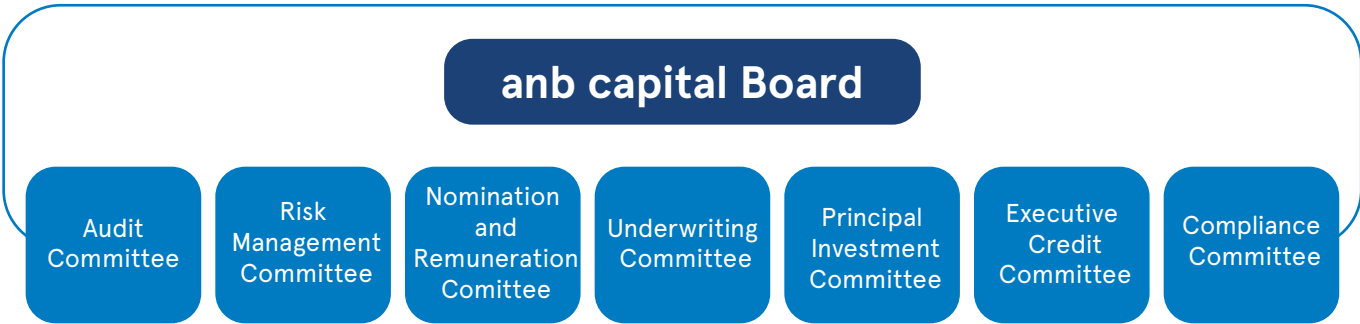 anb capital Board
Audit
Committee
Risk
Management
Committee
Nomination
and
Remuneration
Comittee
Underwriting
Committee
Principal
Investment
Committee
Executive
Credit
Committee
Compliance
Committee